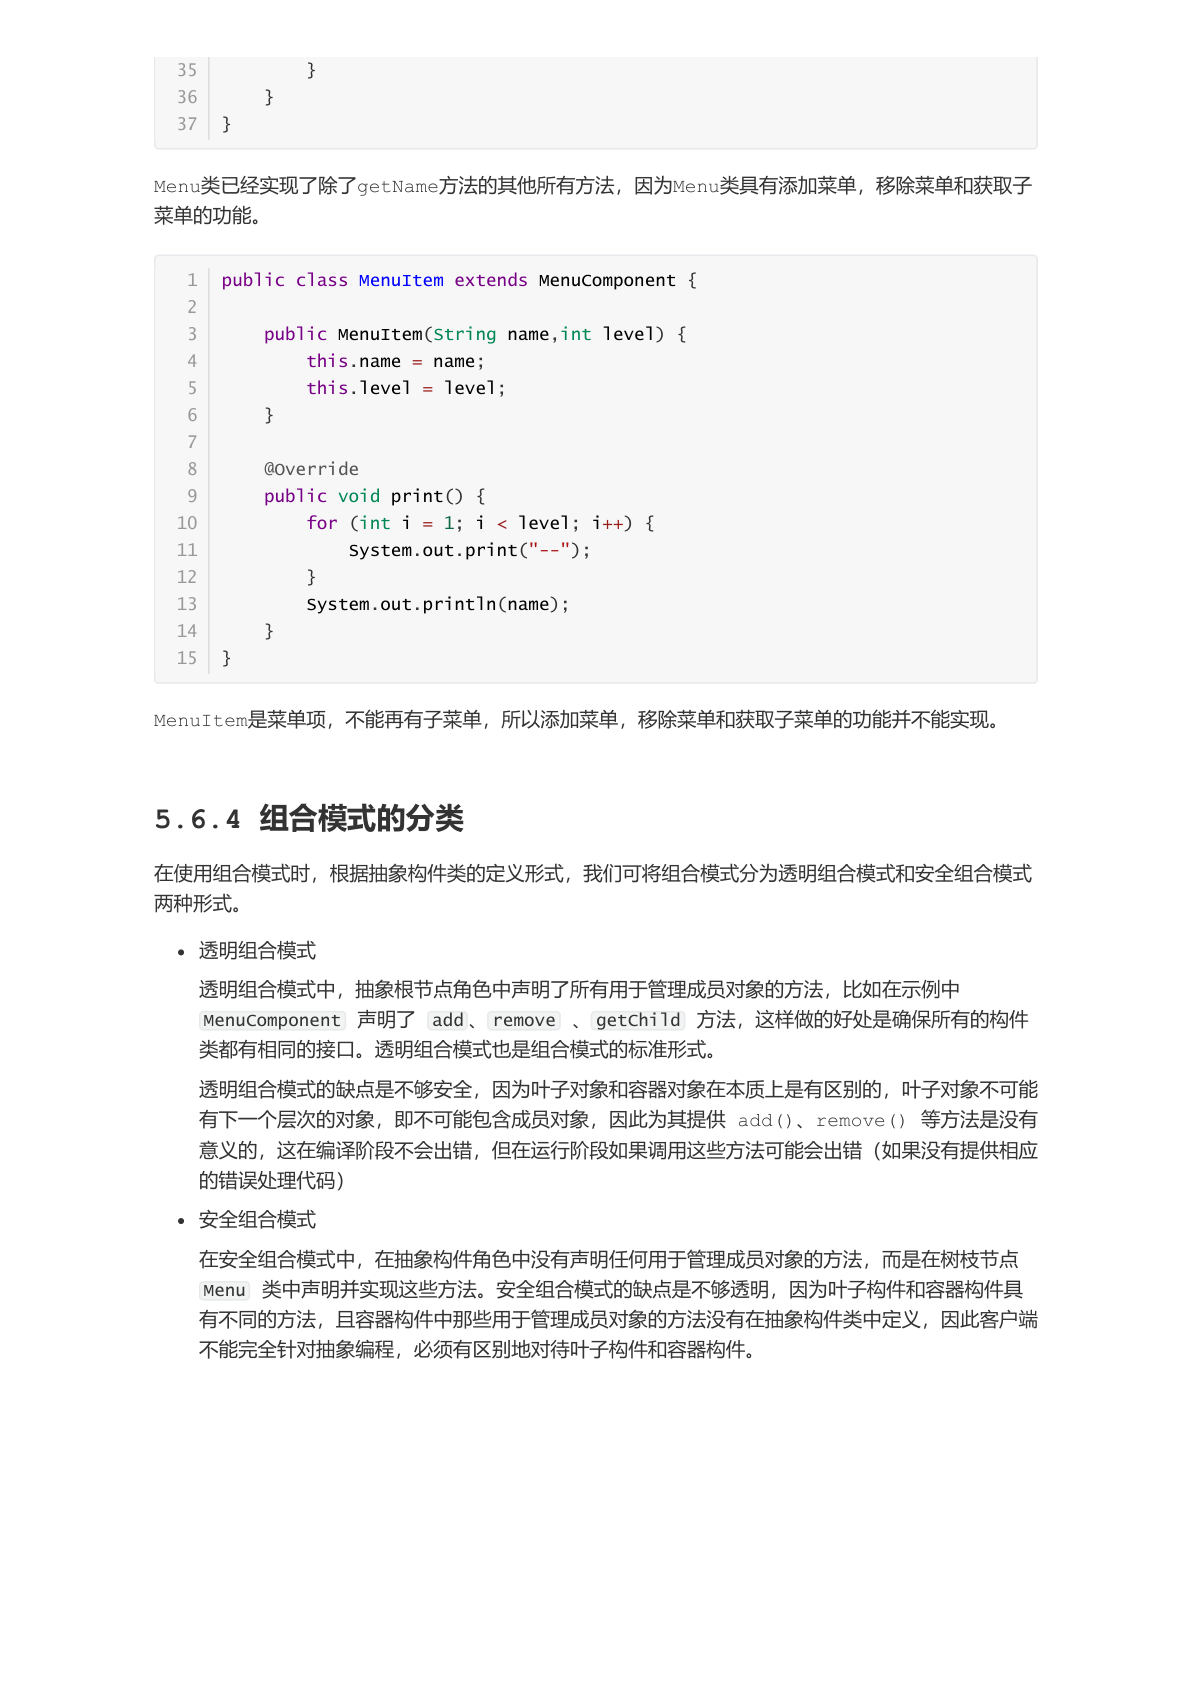 35         }
36     }
37 }
Menu类已经实现了除了getName方法的其他所有方法，因为Menu类具有添加菜单，移除菜单和获取子
菜单的功能。
1 public class MenuItem extends MenuComponent {
2
3     public MenuItem(String name,int level) {
4         this.name = name;
5         this.level = level;
6     }
7
8     @Override
9     public void print() {
10         for (int i = 1; i < level; i++) {
11             System.out.print("--");
12         }
13         System.out.println(name);
14     }
15 }
MenuItem是菜单项，不能再有子菜单，所以添加菜单，移除菜单和获取子菜单的功能并不能实现。
5.6.4 组合模式的分类
在使用组合模式时，根据抽象构件类的定义形式，我们可将组合模式分为透明组合模式和安全组合模式
两种形式。
• 透明组合模式
透明组合模式中，抽象根节点角色中声明了所有用于管理成员对象的方法，比如在示例中
MenuComponent 声明了 add、remove 、getChild 方法，这样做的好处是确保所有的构件
类都有相同的接口。透明组合模式也是组合模式的标准形式。
透明组合模式的缺点是不够安全，因为叶子对象和容器对象在本质上是有区别的，叶子对象不可能
有下一个层次的对象，即不可能包含成员对象，因此为其提供 add()、remove() 等方法是没有
意义的，这在编译阶段不会出错，但在运行阶段如果调用这些方法可能会出错（如果没有提供相应
的错误处理代码）
• 安全组合模式
在安全组合模式中，在抽象构件角色中没有声明任何用于管理成员对象的方法，而是在树枝节点
Menu 类中声明并实现这些方法。安全组合模式的缺点是不够透明，因为叶子构件和容器构件具
有不同的方法，且容器构件中那些用于管理成员对象的方法没有在抽象构件类中定义，因此客户端
不能完全针对抽象编程，必须有区别地对待叶子构件和容器构件。